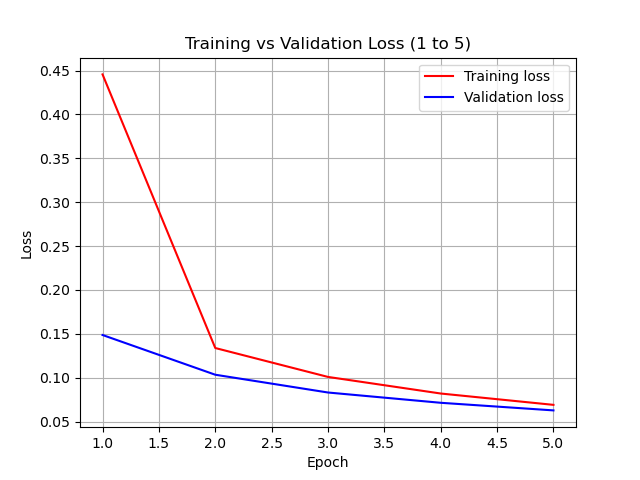 Training vs Validation Loss (1 to 5)
Training loss
Validation loss
Loss
0.45
0.40
0.35
0.30
0.25
0.20
0.15
0.10
0.05
1.0 1.5 2.0 2.5 3.0 3.5 4.0 4.5 5.0
Epoch